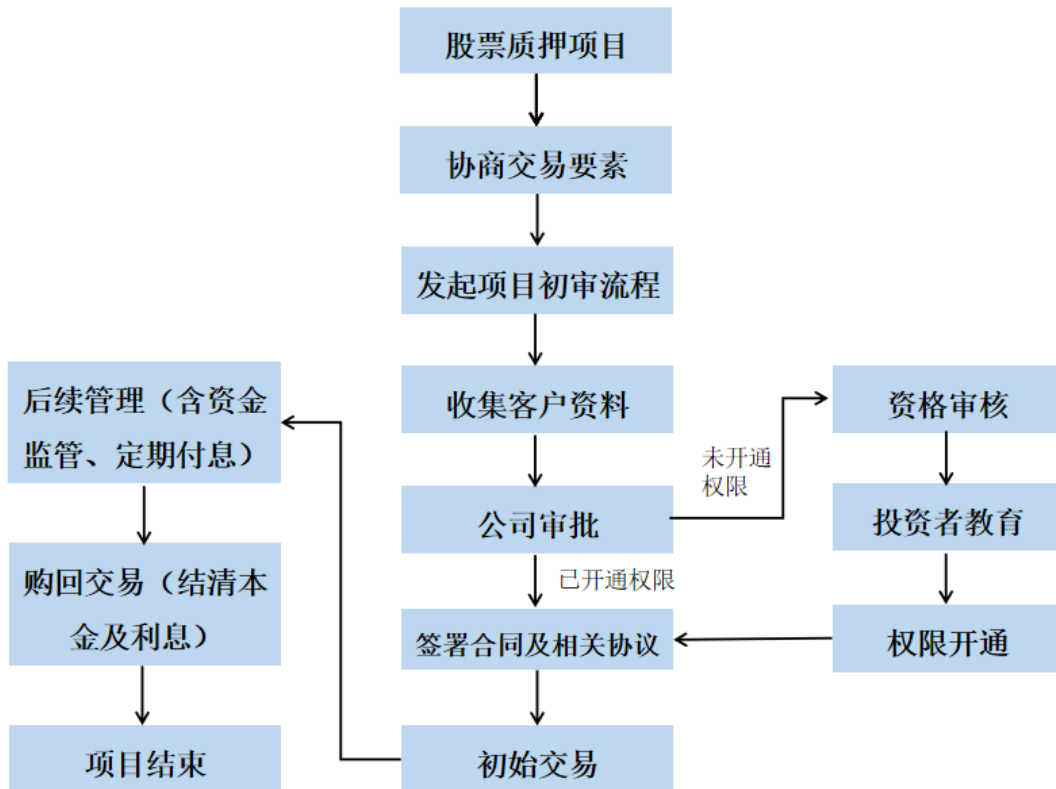 股票质押项目
协商交易要素
发起项目初审流程
收集客户资料
公司审批
未开通
权限
资格审核
投资者教育
权限开通
已开通权限
签署合同及相关协议
初始交易
后续管理（含资金
监管、定期付息）
购回交易（结清本
金及利息）
项目结束